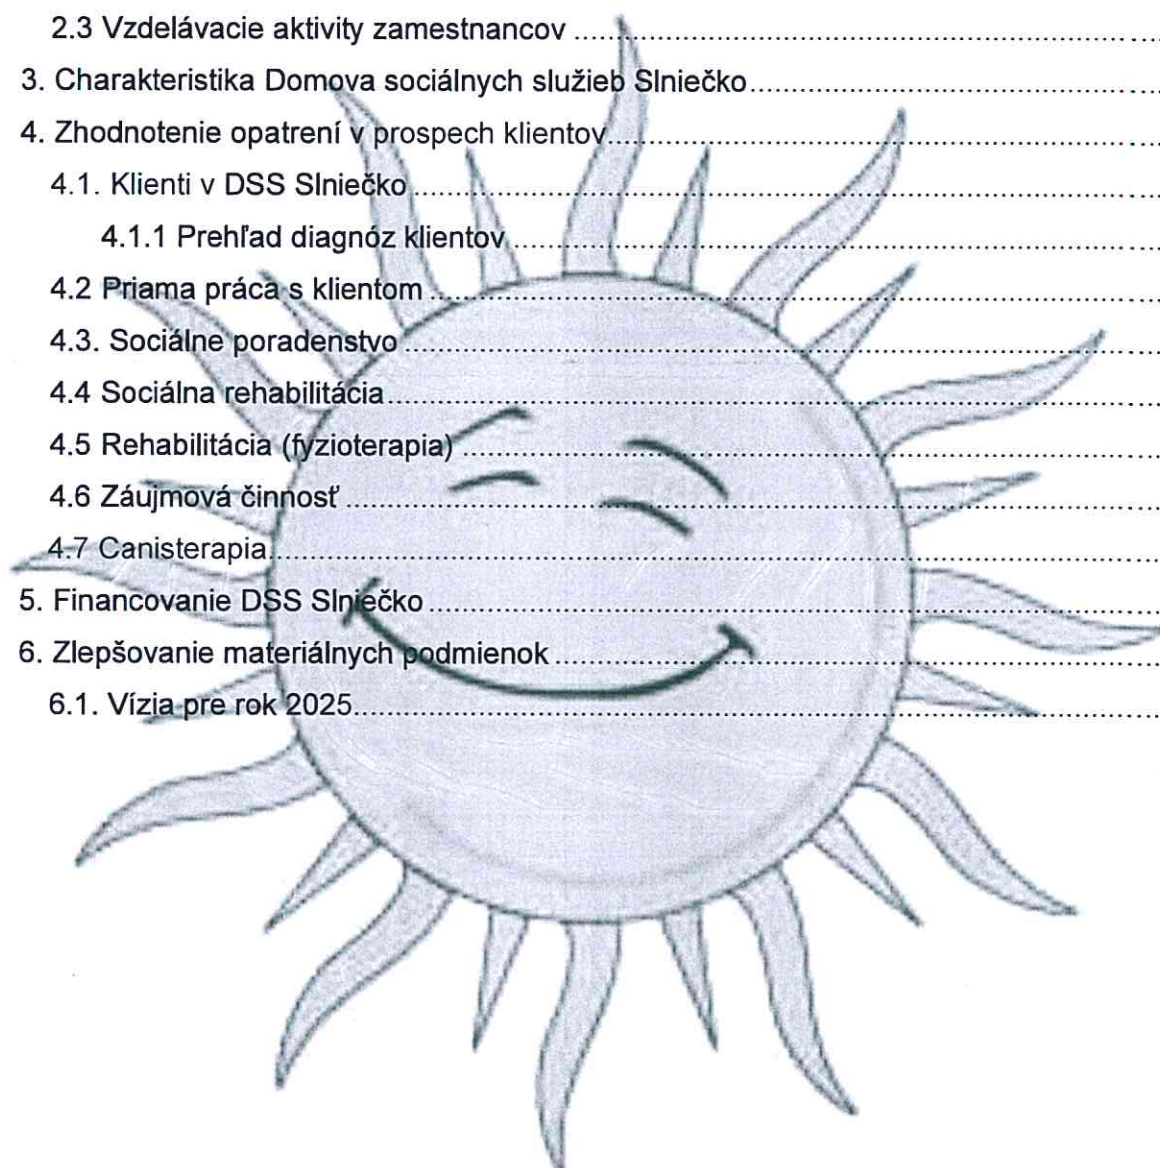 2.3 Vzdelávacie aktivity zamestnancov
3. Charakteristika Domova sociálnych služieb Slniečko
4. Zhodnotenie opatrení v prospech klientov
4.1. Klienti v DSS Slniečko
4.1.1 Prehľad diagnóz klientov
4.2 Priama práca s klientom
4.3. Sociálne poradenstvo
4.4 Sociálna rehabilitácia
4.5 Rehabilitácia (fyzioterapia)
4.6 Záujmová činnosť
4.7 Canisterapia
5. Financovanie DSS Slniečko
6. Zlepšovanie materiálnych podmienok
6.1. Vízia pre rok 2025